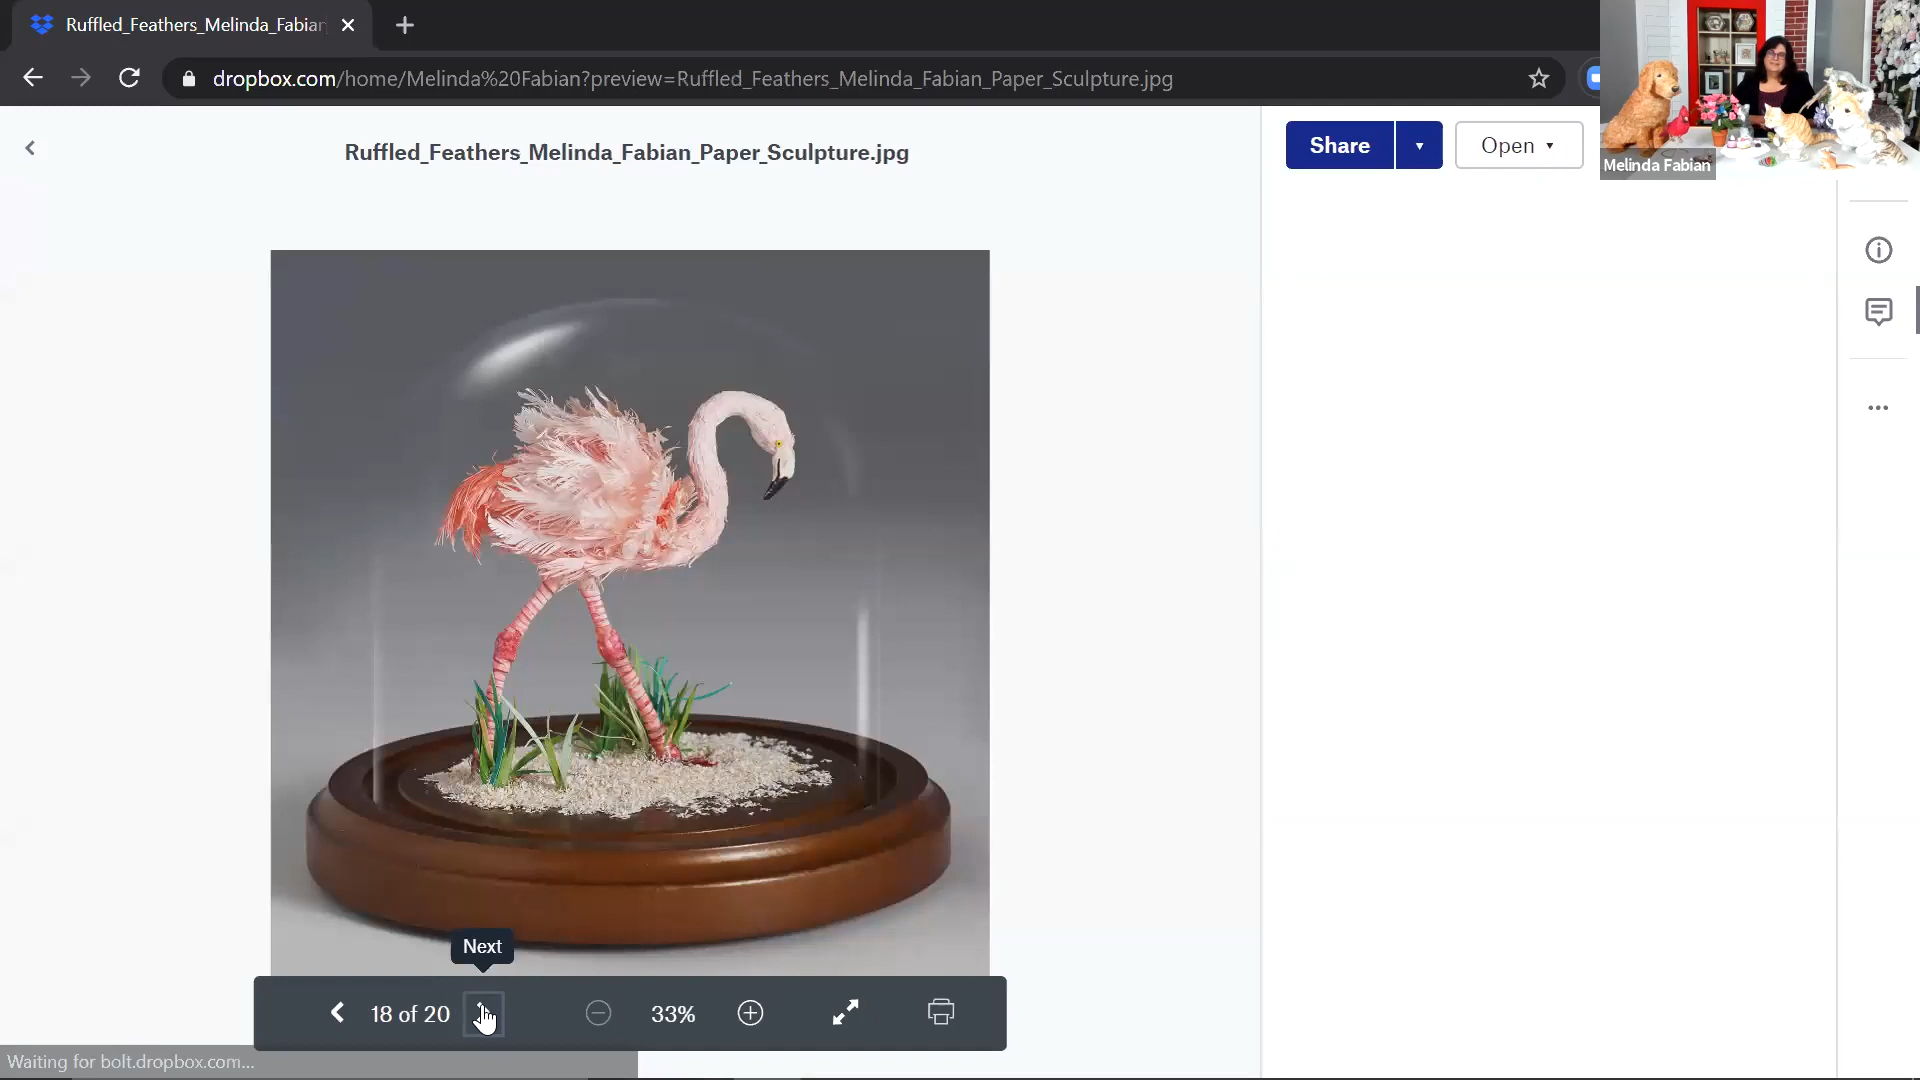 Ruffled_Feathers_Melinda_Fabian
dropbox.com/home/Melinda%20Fabian?preview=Ruffled_Feathers_Melinda_Fabian_Paper_Sculpture.jpg
Ruffled_Feathers_Melinda_Fabian_Paper_Sculpture.jpg
Share
Open
Melinda Fabian
Next
18 of 20
33%
Waiting for bolt.dropbox.com...